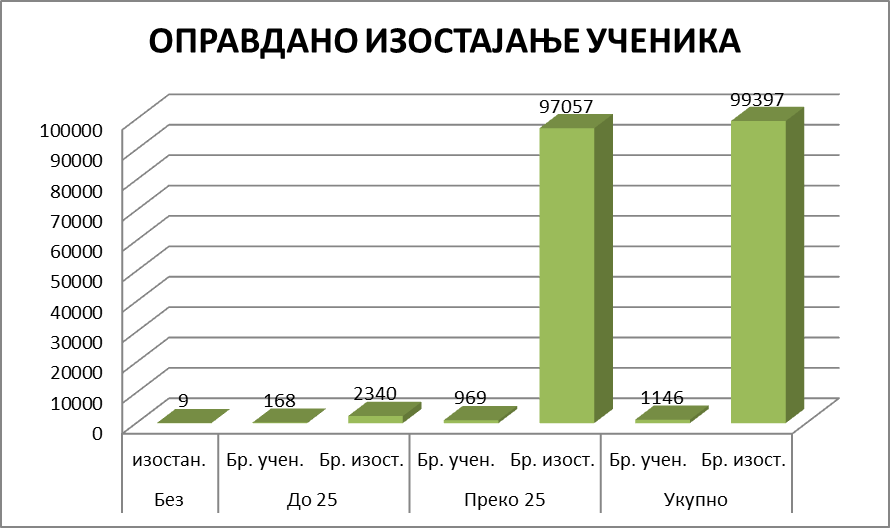 ОПРАВДАНО ИЗОСТАЈАЊЕ УЧЕНИКА
100000
90000
80000
70000
60000
50000
40000
30000
20000
10000
0
9
168
2340
969
97057
1146
99397
изостан.
Бр. учен.
Бр. изост.
Бр. учен.
Бр. изост.
Бр. учен.
Бр. изост.
Без
До 25
Преко 25
Укупно